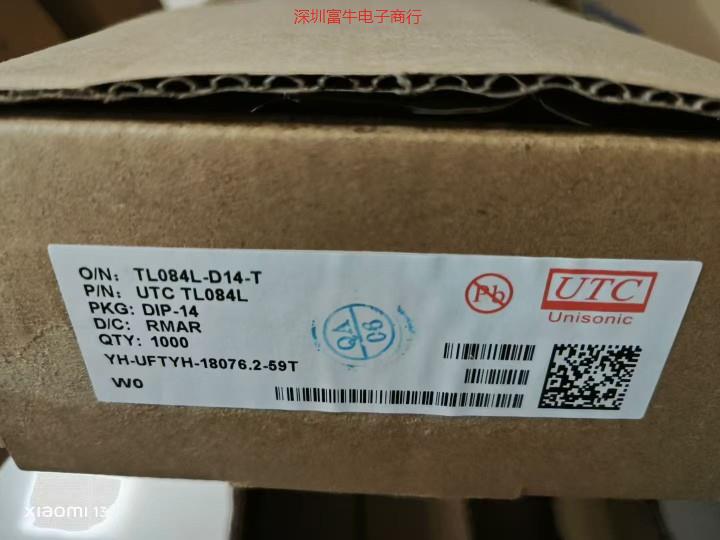 深圳富牛电子商行
O/N: TL084L-D14-T
P/N: UTC TL084L
PKG: DIP-14
D/C: RMAR
QTY: 1000
YH-UFTYH-18076.2-59T
W0
QA
Pb
UTC
Unisonic
xiaomi 13